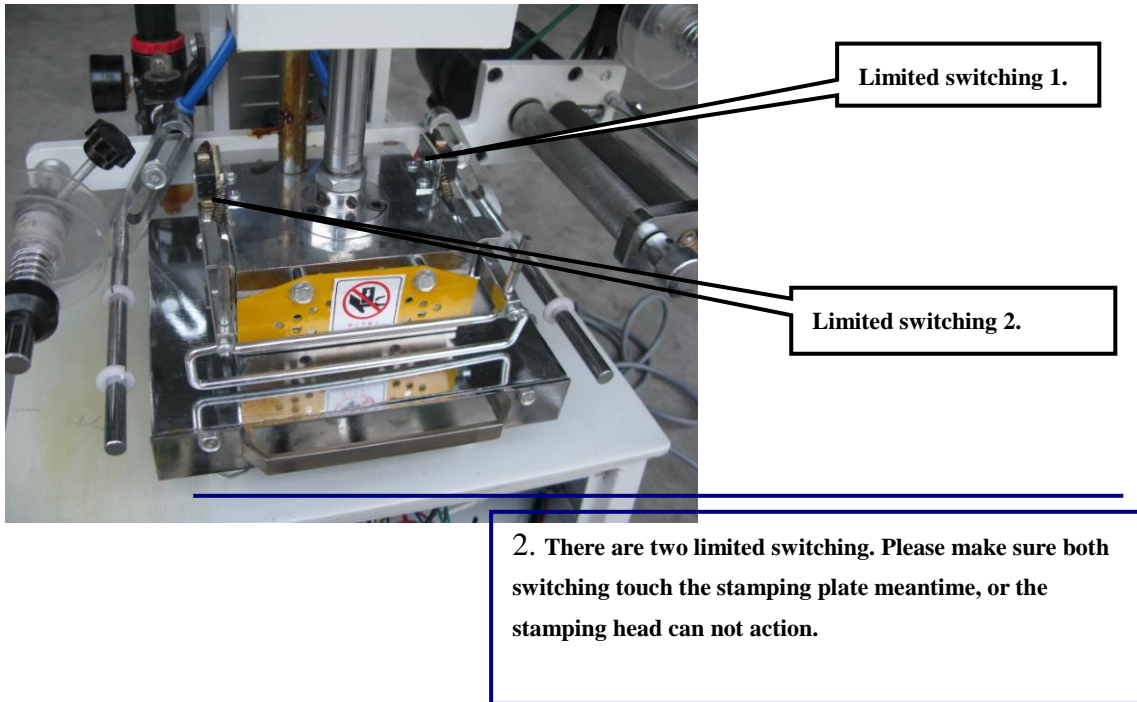 Limited switching 1.
Limited switching 2.
2. There are two limited switching. Please make sure both
switching touch the stamping plate meantime, or the
stamping head can not action.